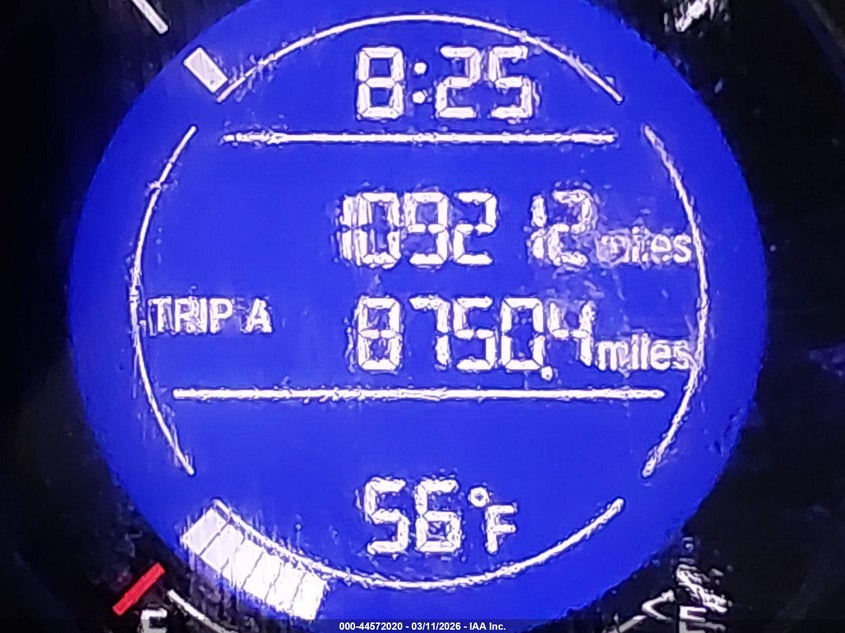 8:25
109212 miles
TRIP A 8750.4 miles
56°F
000-44572020 - 03/11/2026 - IAA Inc.